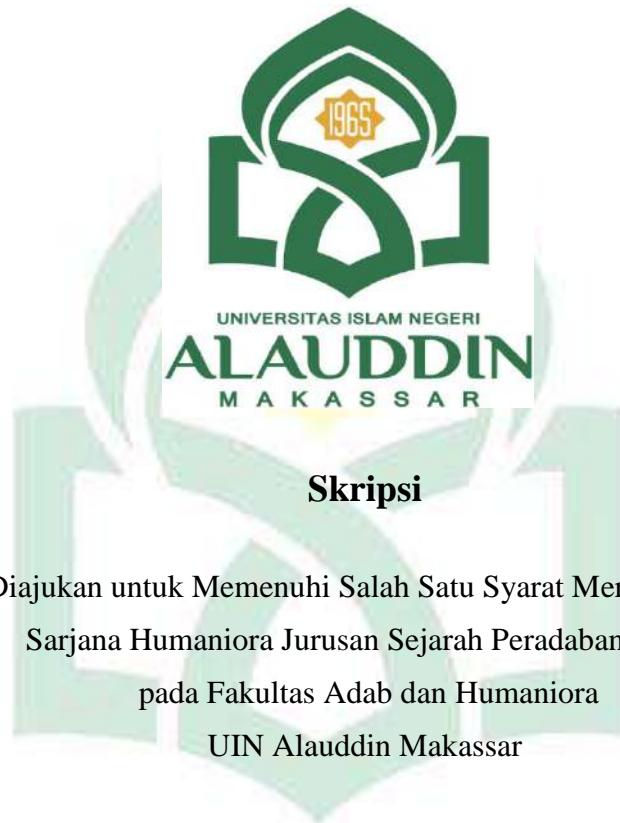 1965
UNIVERSITAS ISLAM NEGERI
ALAUDDIN
MAKASSAR
Skripsi
Diajukan untuk Memenuhi Salah Satu Syarat
Sarjana Humaniora Jurusan Sejarah Peradaban
pada Fakultas Adab dan Humaniora
UIN Alauddin Makassar